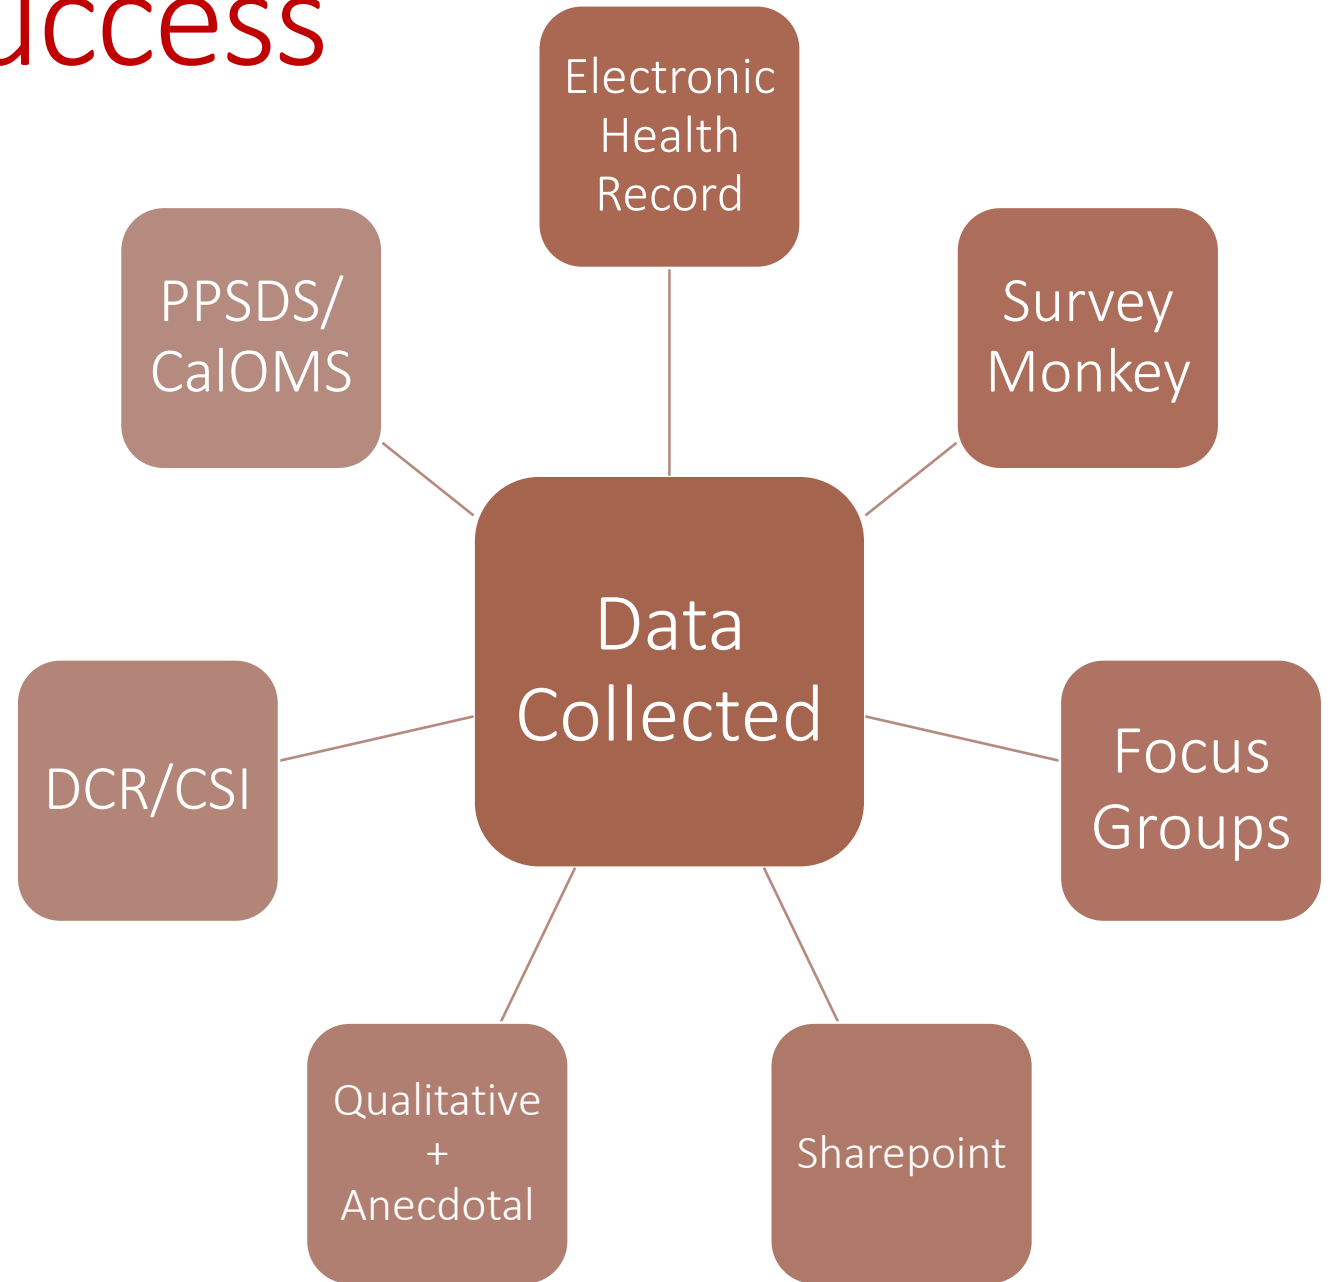 uccess
Electronic
Health
Record
PPSDS/
CalOMS
Survey
Monkey
Data
Collected
DCR/CSI
Focus
Groups
Qualitative
+
Anecdotal
Sharepoint